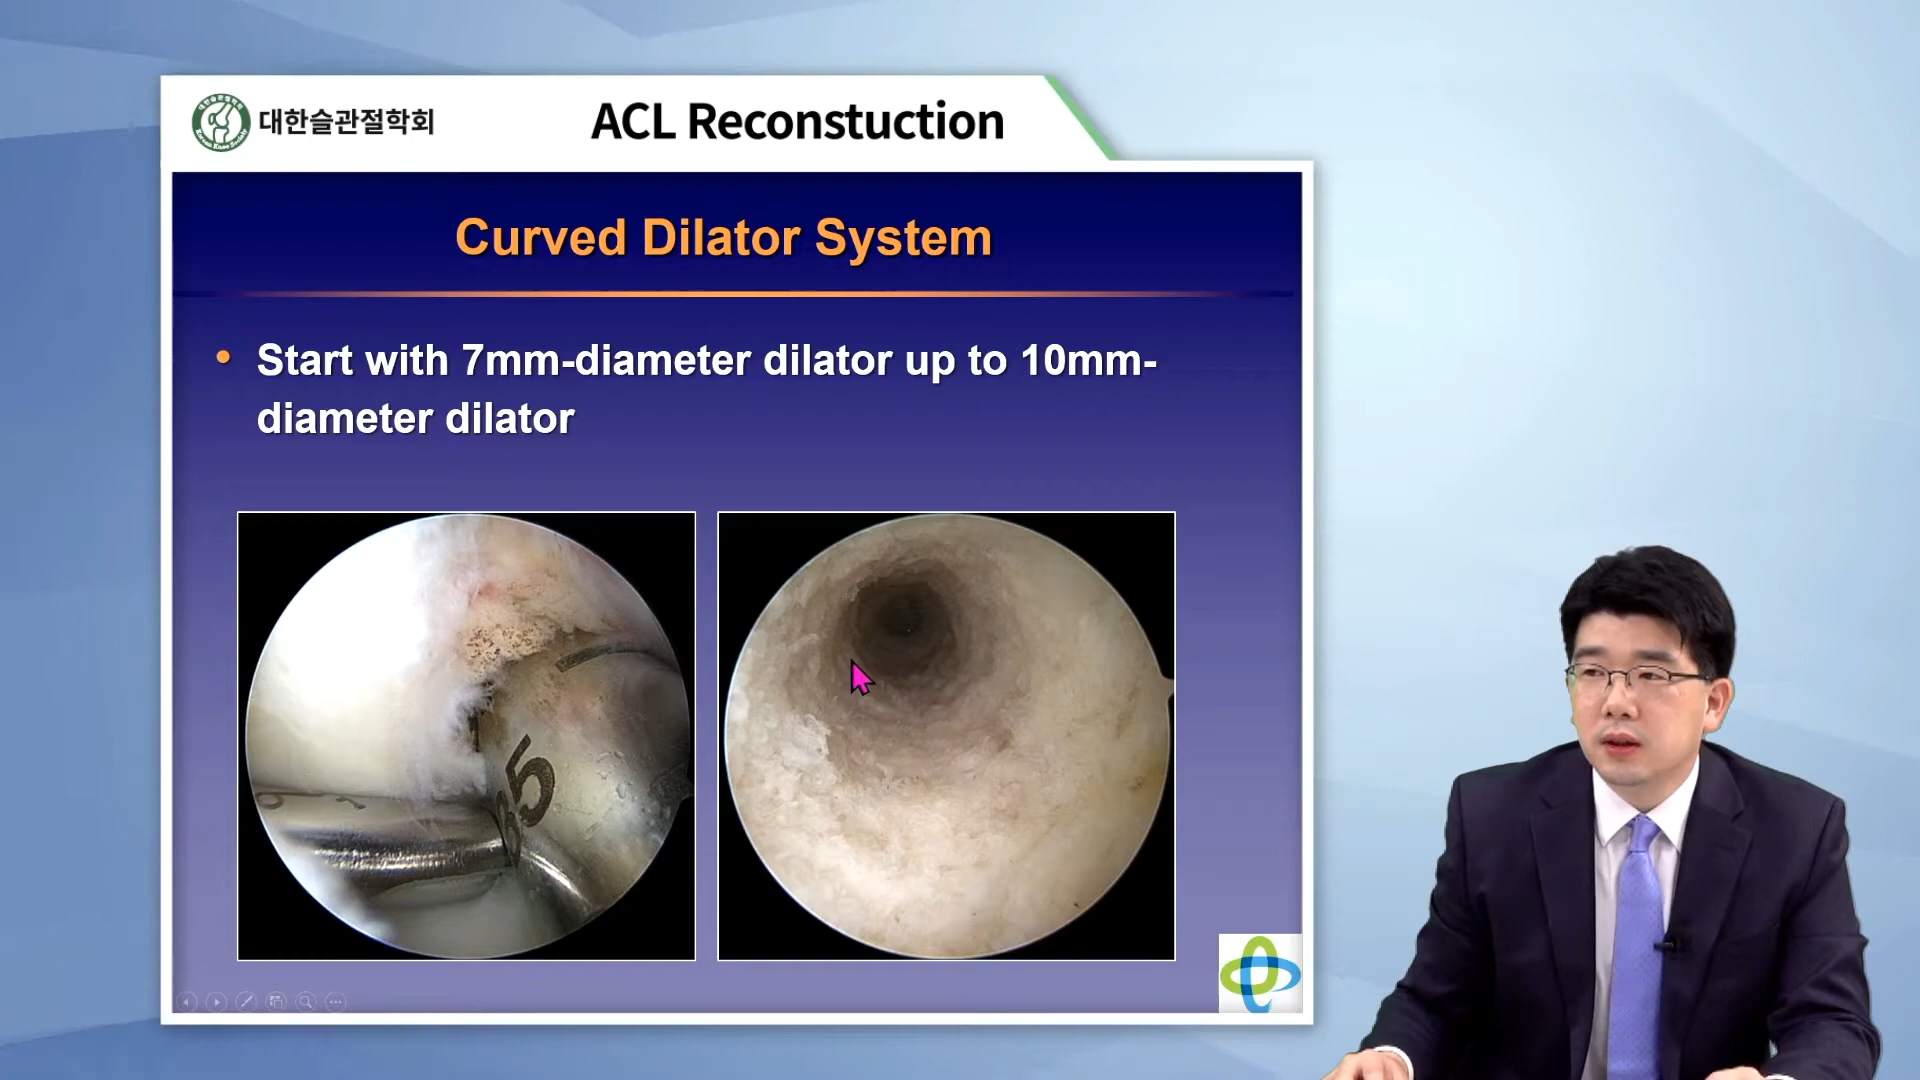 대한슬관절학회
ACL Reconstuction
Curved Dilator System
• Start with 7mm-diameter dilator up to 10mm-
diameter dilator